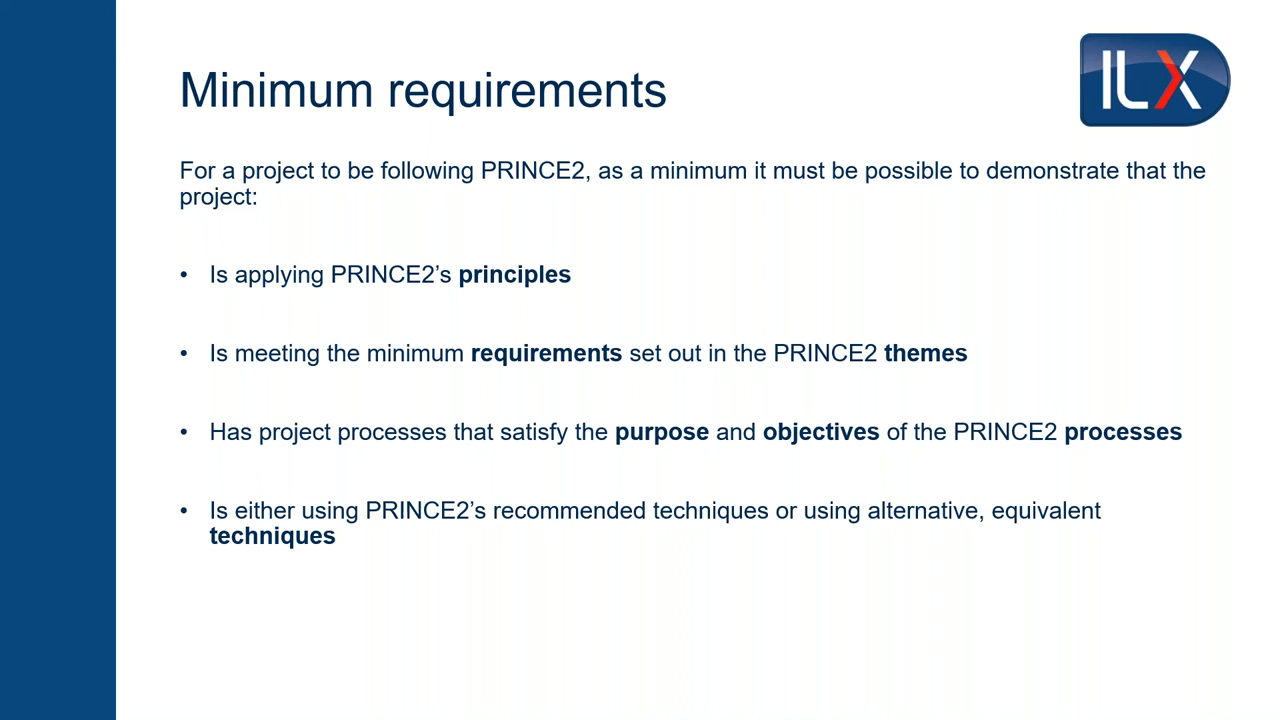 Minimum requirements
ILX
For a project to be following PRINCE2, as a minimum it must be possible to demonstrate that the
project:
• Is applying PRINCE2’s principles
• Is meeting the minimum requirements set out in the PRINCE2 themes
• Has project processes that satisfy the purpose and objectives of the PRINCE2 processes
• Is either using PRINCE2’s recommended techniques or using alternative, equivalent
techniques